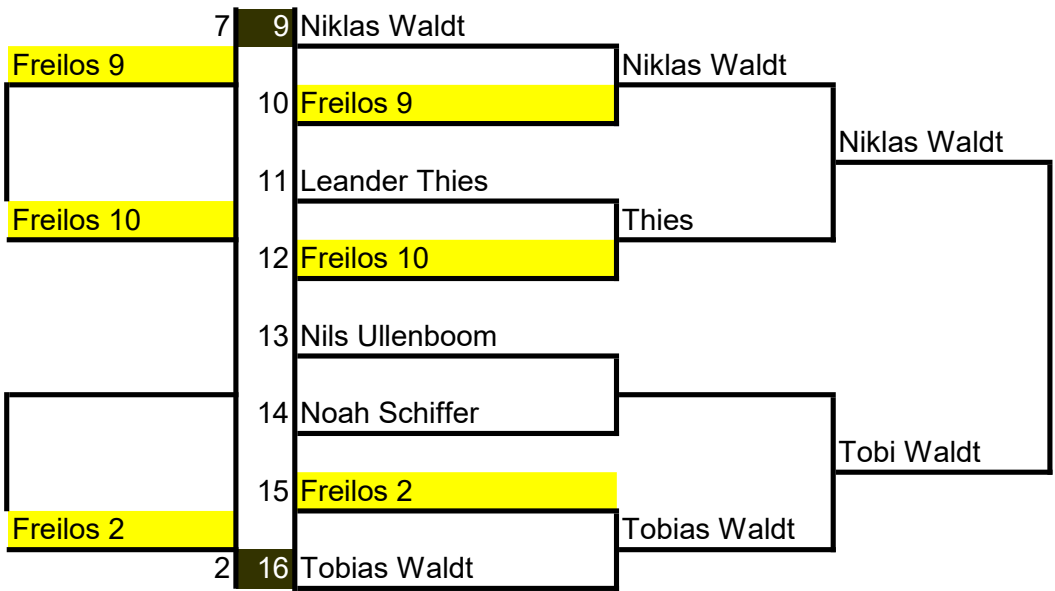 7 9 Niklas Waldt
Freilos 9 Niklas Waldt
10 Freilos 9
Niklas Waldt
11 Leander Thies
Freilos 10 Thies
12 Freilos 10
13 Nils Ullenboom
14 Noah Schiffer
Tobi Waldt
15 Freilos 2
Freilos 2 Tobias Waldt
2 16 Tobias Waldt